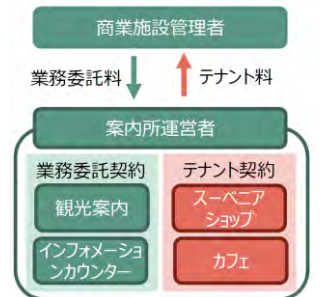 商業施設管理者
業務委託料
テナント料
案内所運営者
業務委託契約
テナント契約
観光案内
スーベニア
ショップ
インフォメーショ
ンカウンター
カフェ